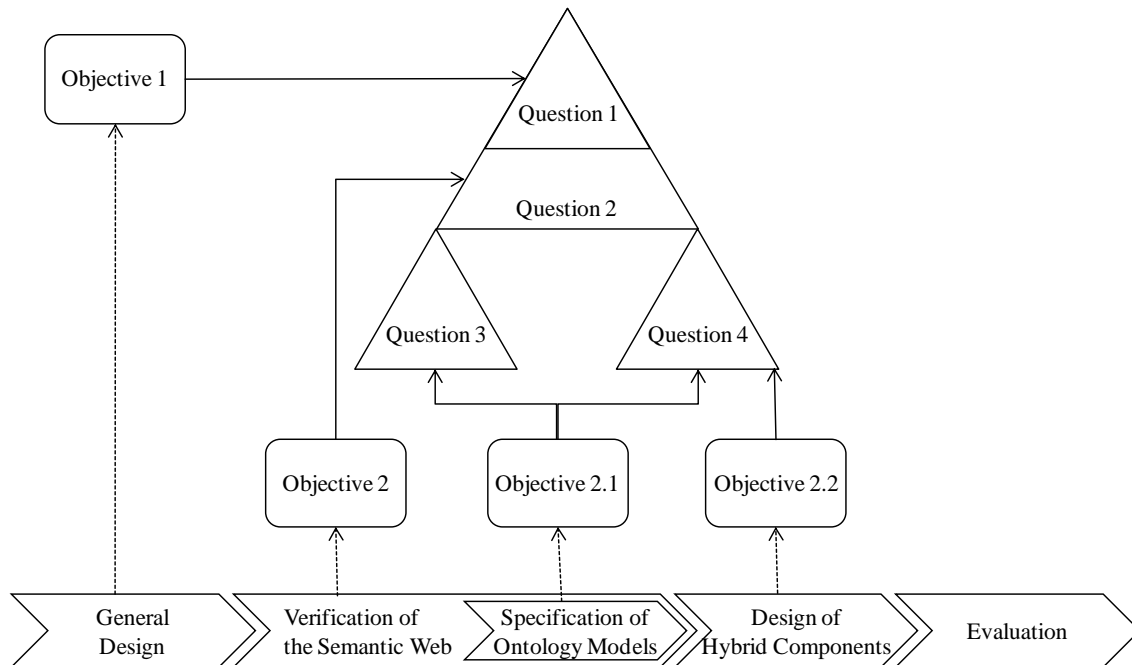 Objective 1
Question 1
Question 2
Question 3
Question 4
Objective 2
Objective 2.1
Objective 2.2
General
Design
Verification of
the Semantic Web
Specification of
Ontology Models
Design of
Hybrid Components
Evaluation